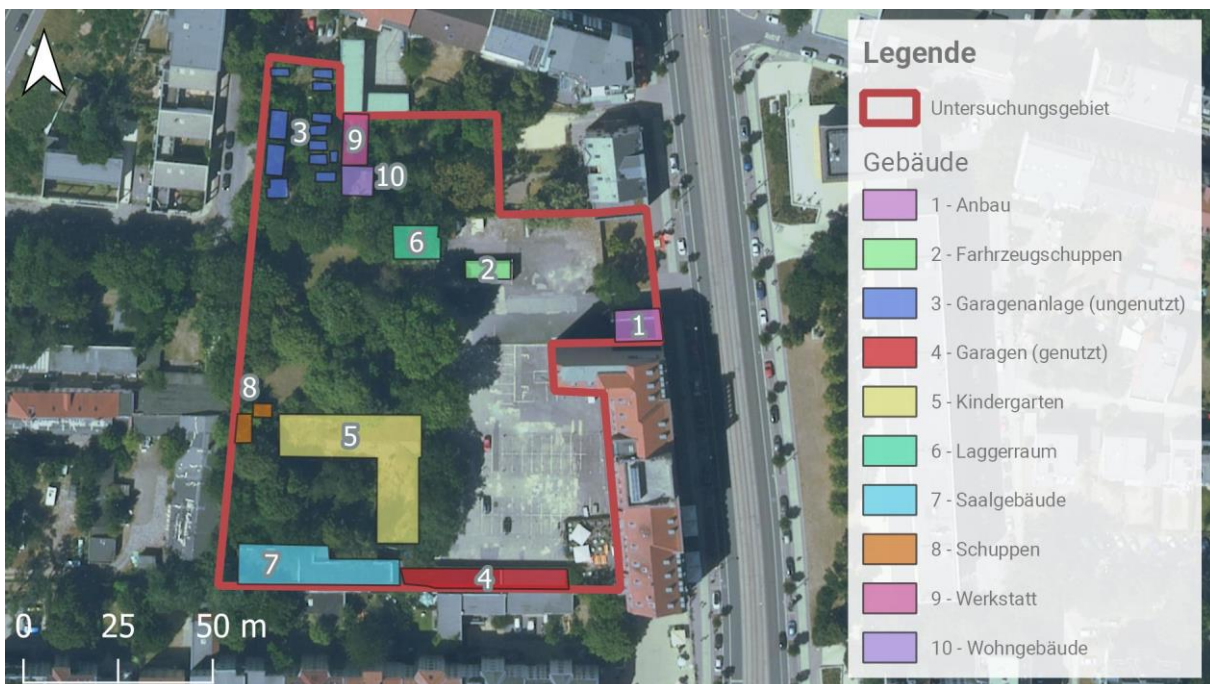 Legende
Untersuchungsgebiet
Gebäude
1 - Anbau
2 - Farhrzeugschuppen
3 - Garagenanlage (ungenutzt)
4 - Garagen (genutzt)
5 - Kindergarten
6 - Laggerraum
7 - Saalgebäude
8 - Schuppen
9 - Werkstatt
10 - Wohngebäude
3
9
10
6
2
1
8
5
7
4
0 25 50 m